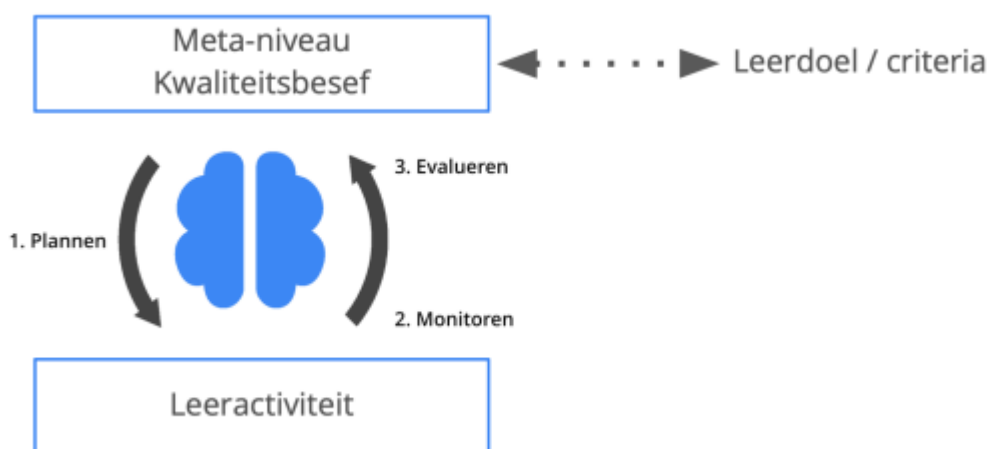 Meta-niveau
Kwaliteitsbesef
Leerdoel / criteria
3. Evalueren
1. Plannen
2. Monitoren
Leeractiviteit